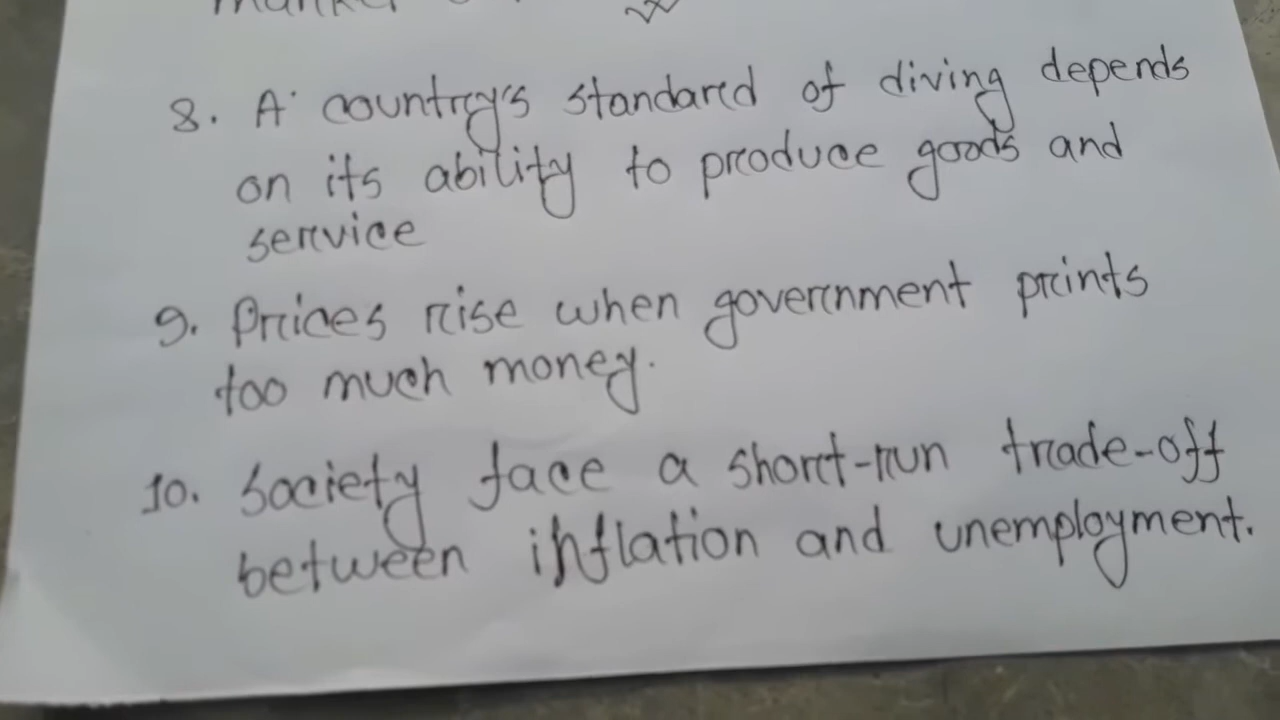 8. A country's standard of diving depends
on its ability to produce goods and
service
9. Prices rise when government prints
too much money.
10. Society face a short-run trade-off
between inflation and unemployment.